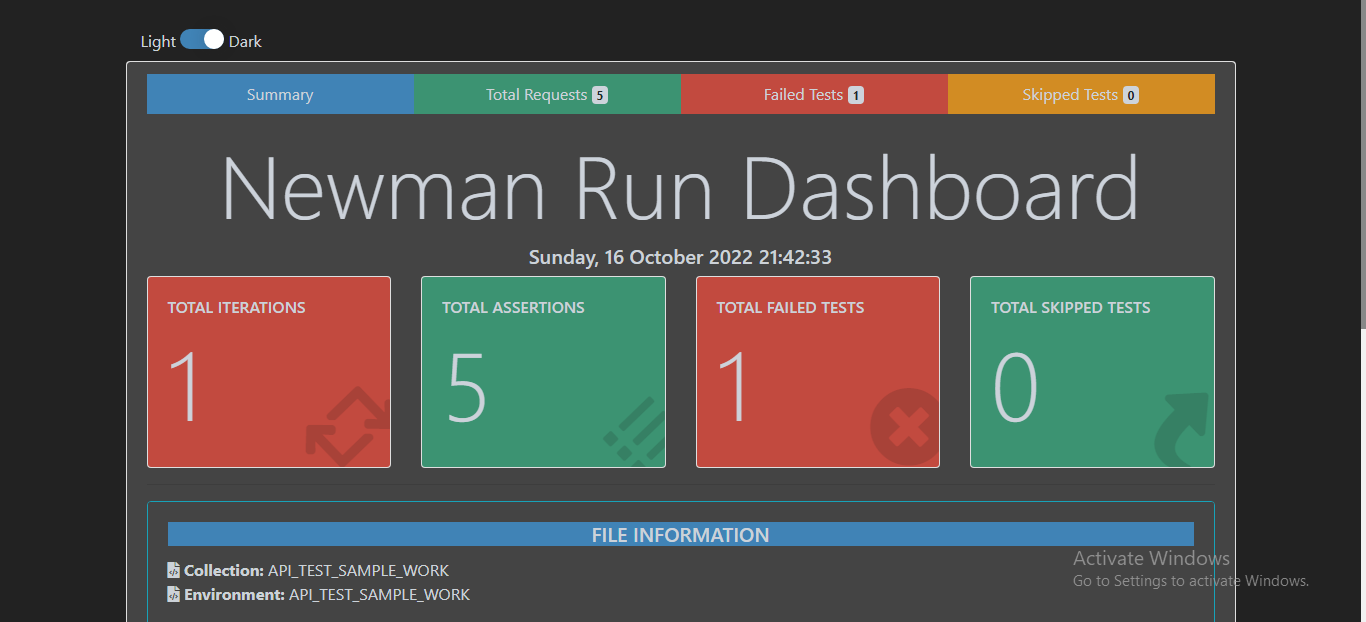 Light Dark
Summary Total Requests 5 Failed Tests 1 Skipped Tests 0
Newman Run Dashboard
Sunday, 16 October 2022 21:42:33
TOTAL ITERATIONS TOTAL ASSERTIONS TOTAL FAILED TESTS TOTAL SKIPPED TESTS
1 5 1 0
FILE INFORMATION
Collection: API_TEST_SAMPLE_WORK
Environment: API_TEST_SAMPLE_WORK
Activate Windows
Go to Settings to activate Windows.